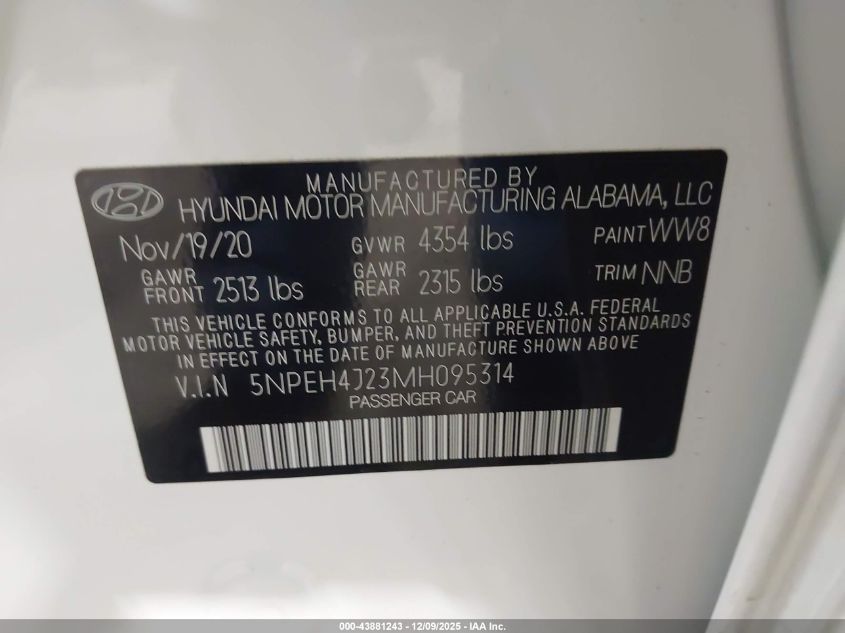 MANUFACTURED BY
HYUNDAI MOTOR MANUFACTURING ALABAMA, LLC
Nov/19/20 GVWR 4354 lbs PAINT WW8
GAWR FRONT 2513 lbs GAWR REAR 2315 lbs TRIM NNB
THIS VEHICLE CONFORMS TO ALL APPLICABLE U.S.A. FEDERAL
MOTOR VEHICLE SAFETY, BUMPER, AND THEFT PREVENTION STANDARDS
IN EFFECT ON THE DATE OF MANUFACTURE SHOWN ABOVE
V.I.N 5NPEH4J23MH095314
PASSENGER CAR
000-43881243 - 12/09/2025 - IAA Inc.